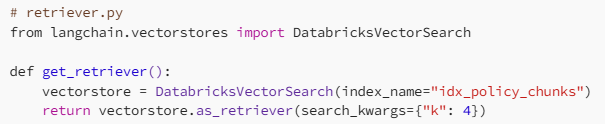 # retriever.py
from langchain.vectorstores import DatabricksVectorSearch
def get_retriever():
    vectorstore = DatabricksVectorSearch(index_name="idx_policy_chunks")
    return vectorstore.as_retriever(search_kwargs={"k": 4})